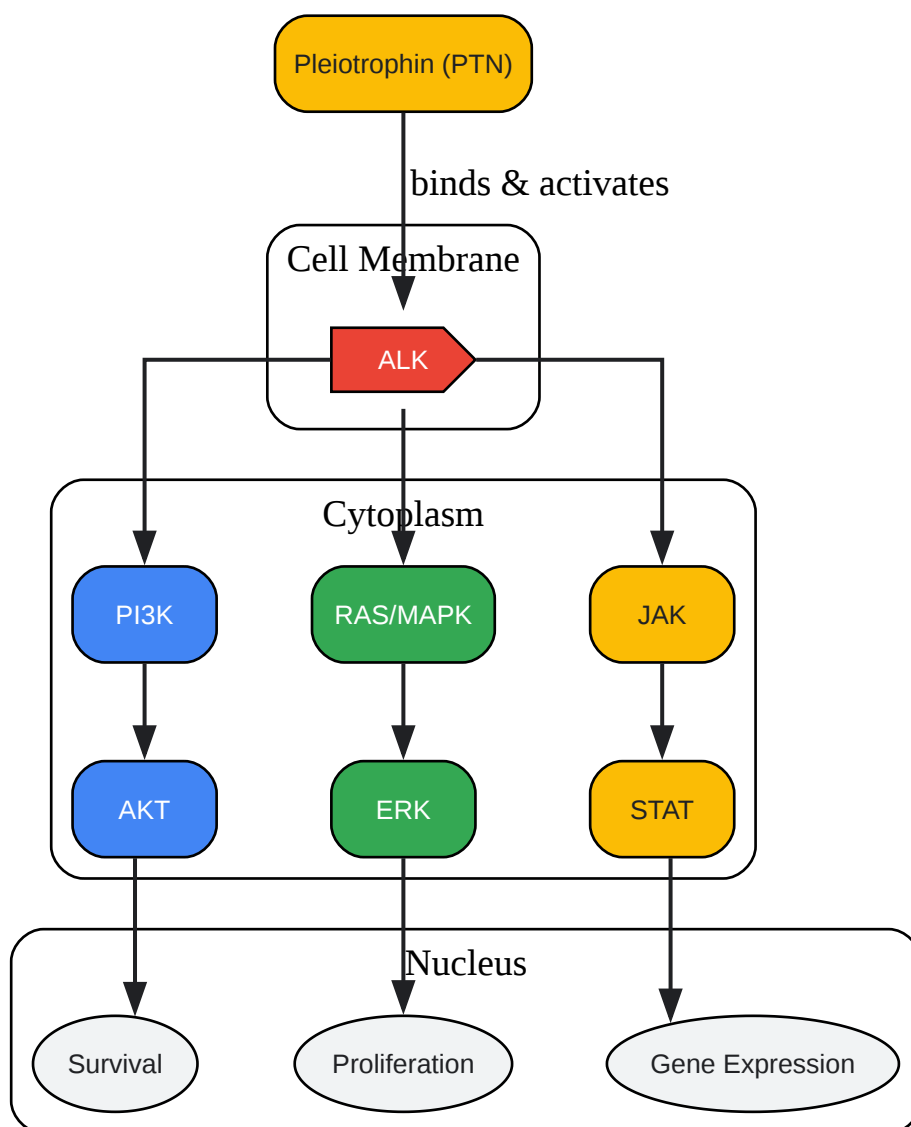 Pleiotrophin (PTN)
binds & activates
Cell Membrane
ALK
Cytoplasm
PI3K
RAS/MAPK
JAK
AKT
ERK
STAT
Nucleus
Survival
Proliferation
Gene Expression